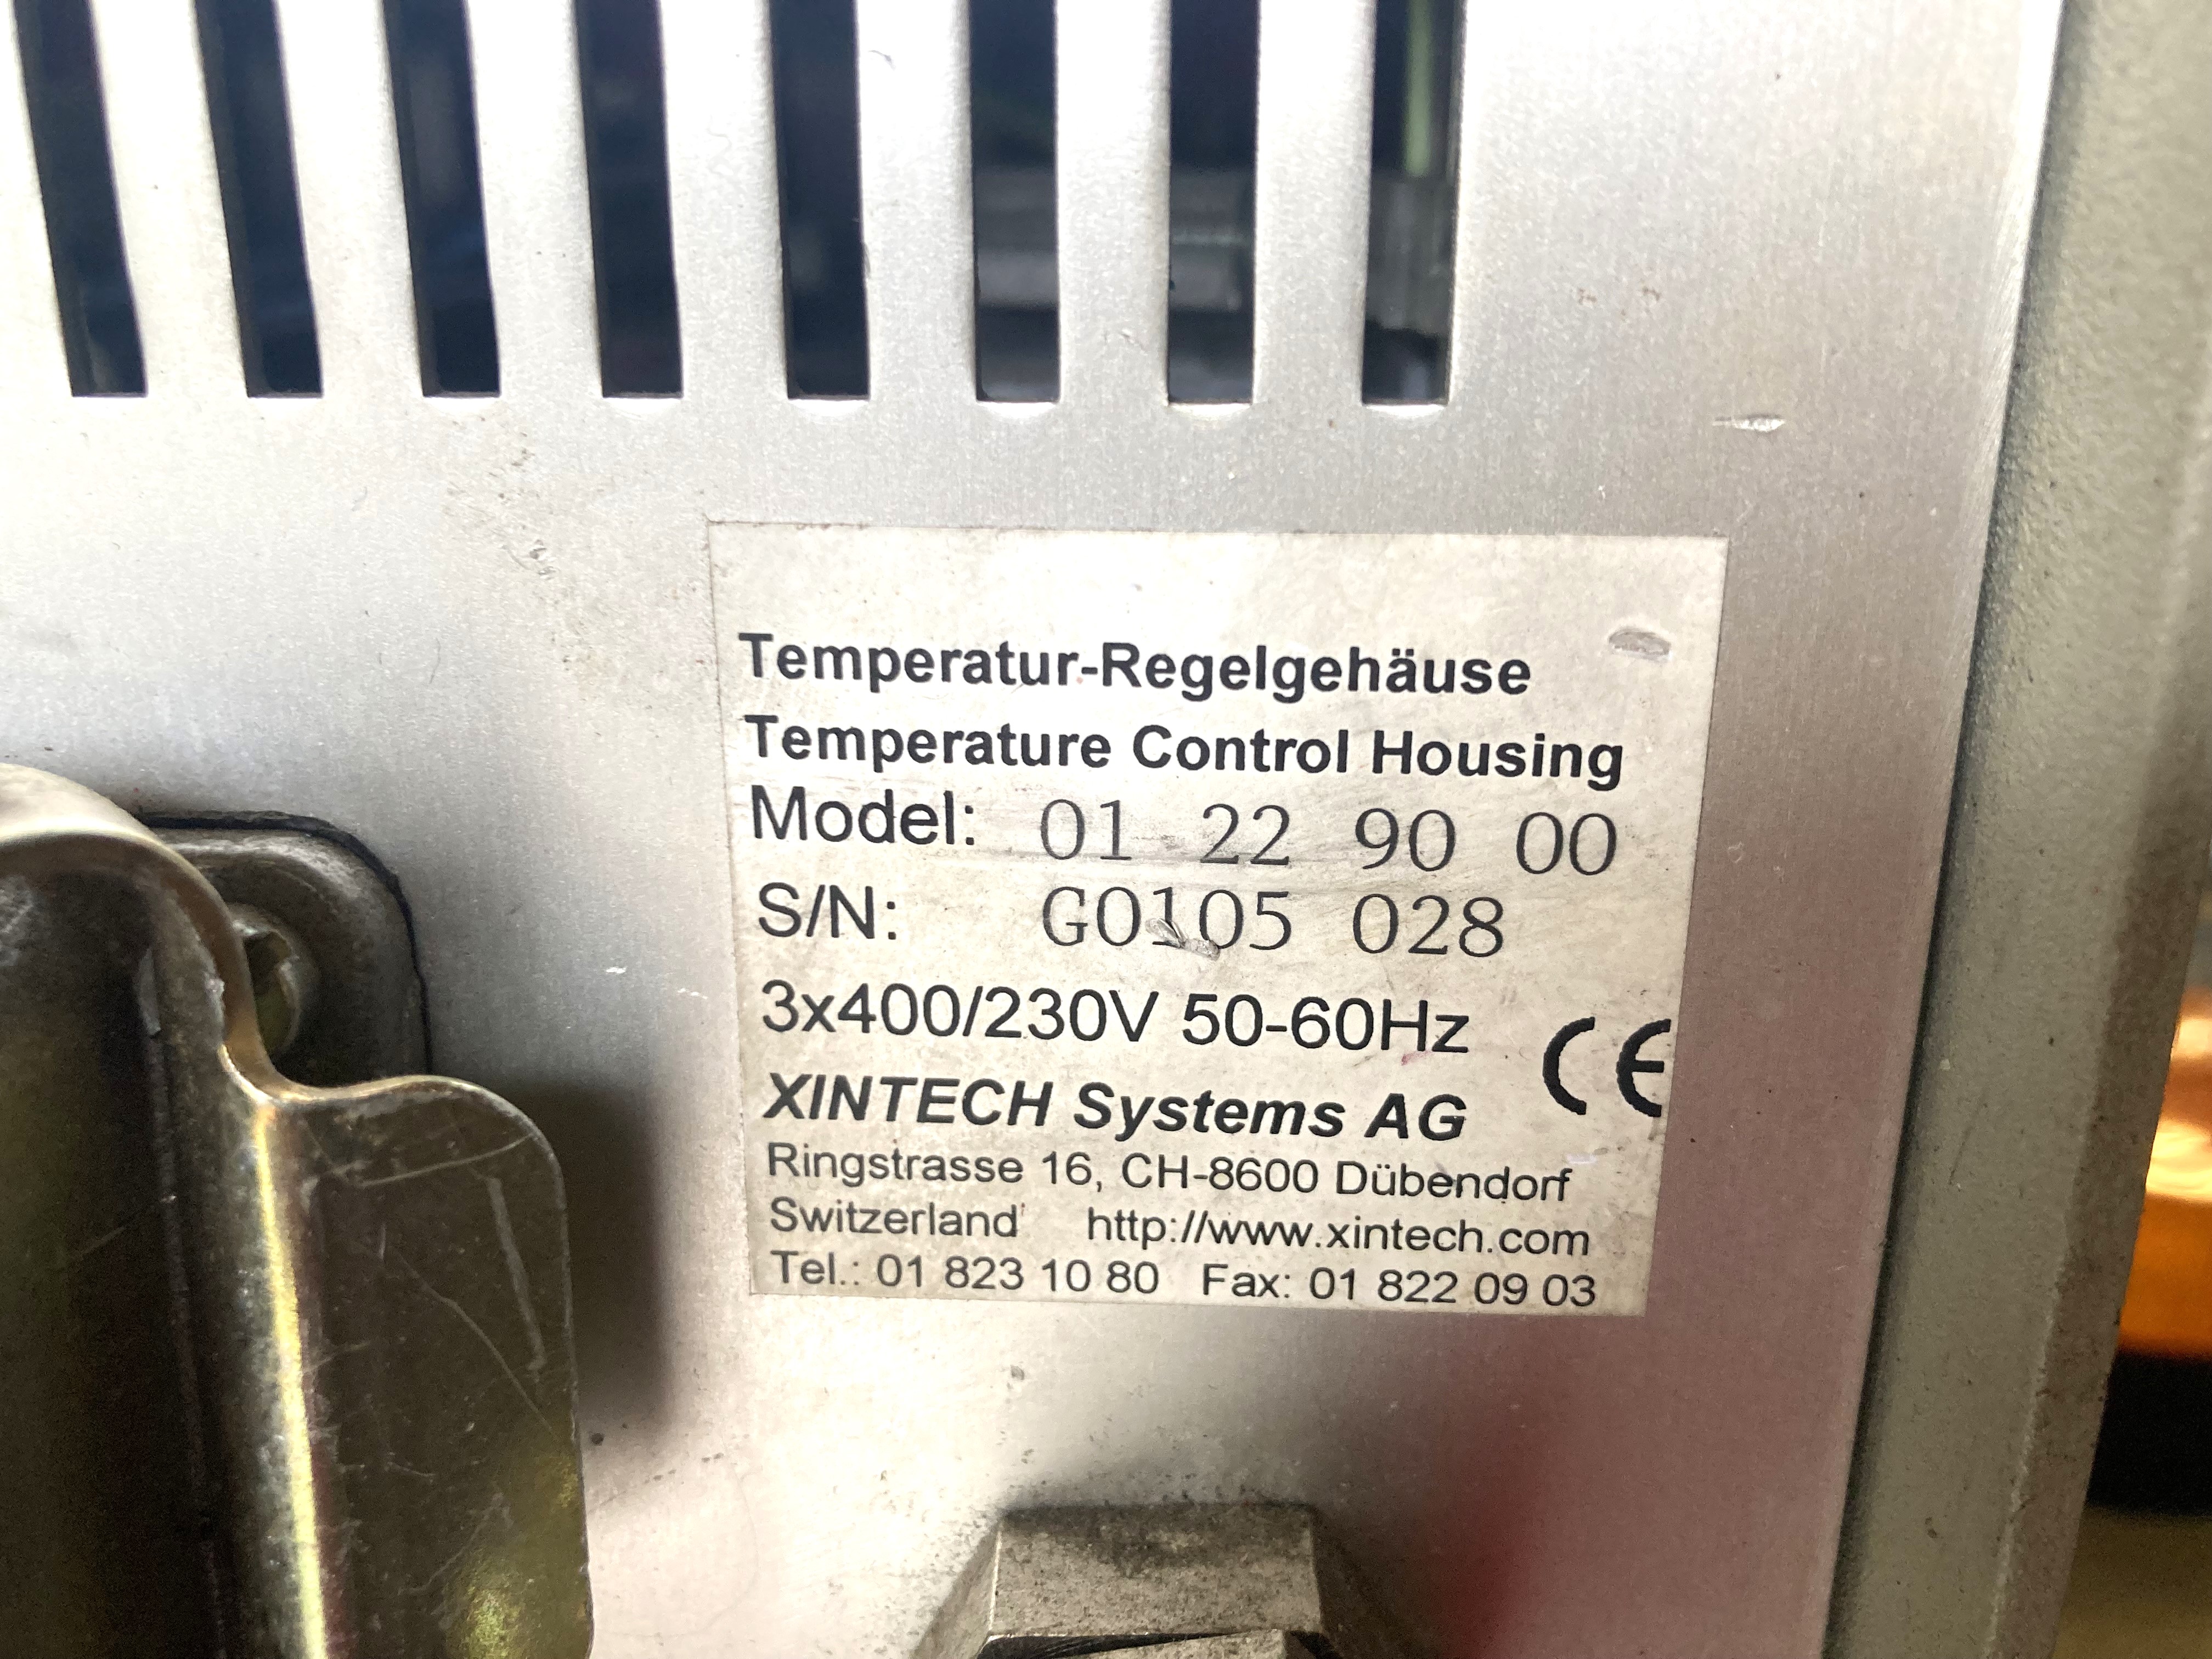 Temperatur-Regelgehäuse
Temperature Control Housing
Model: 01 22 90 00
S/N: G0105 028
3x400/230V 50-60Hz CE
XINTECH Systems AG
Ringstrasse 16, CH-8600 Dübendorf
Switzerland http://www.xintech.com
Tel.: 01 823 10 80 Fax: 01 822 09 03